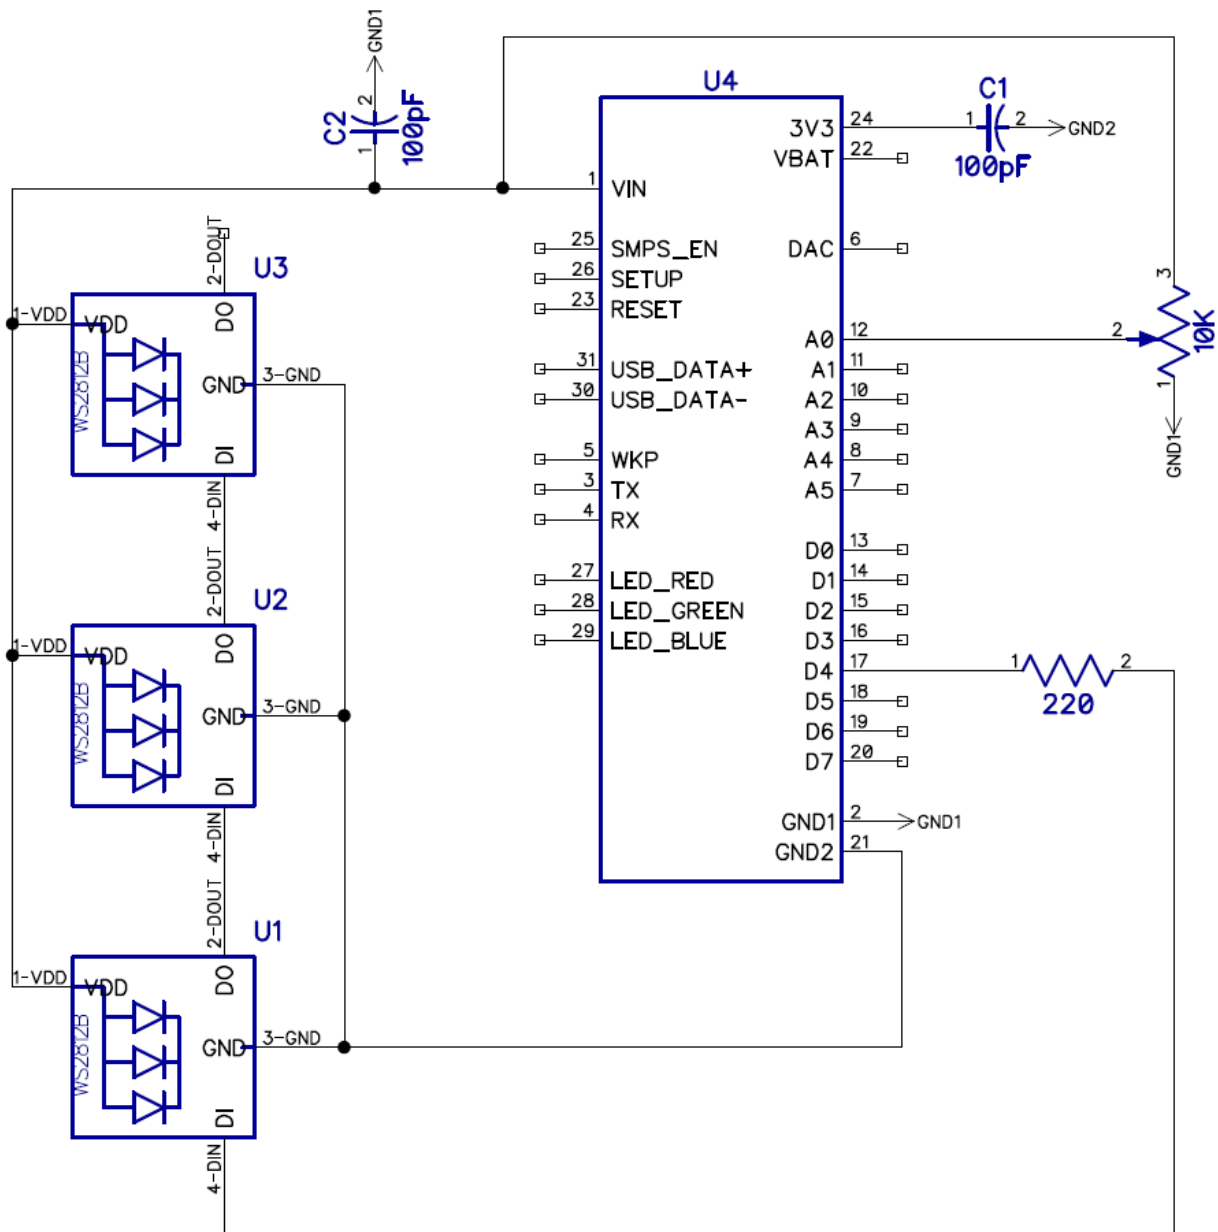 GND1
2
C2
100pF
1
U4
3V3
24
C1
1
2
GND2
100pF
VBAT
22
1
VIN
2-DOUT
25
SMPS_EN
DAC
6
26
SETUP
23
RESET
U3
3
10K
2
1
GND1
1-VDD
VDD
DO
WS2812B
GND
3-GND
DI
4-DIN
A0
12
31
USB_DATA+
A1
11
30
USB_DATA-
A2
10
A3
9
5
WKP
A4
8
3
TX
A5
7
4
RX
D0
13
27
LED_RED
D1
14
28
LED_GREEN
D2
15
29
LED_BLUE
D3
16
D4
17
1
2
220
D5
18
D6
19
D7
20
GND1
2
GND1
GND2
21
2-DOUT
U2
1-VDD
VDD
DO
WS2812B
GND
3-GND
DI
4-DIN
2-DOUT
U1
1-VDD
VDD
DO
WS2812B
GND
3-GND
DI
4-DIN